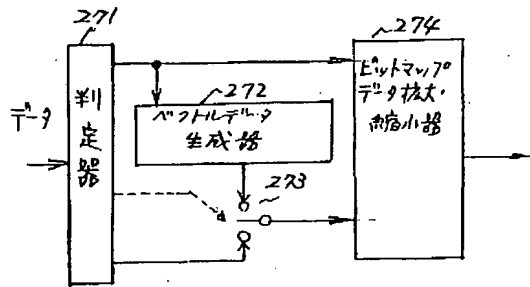 271
274
272
データ
判定器
ベクトルデータ
生成器
273
ビットマップ
データ拡大・
縮小器